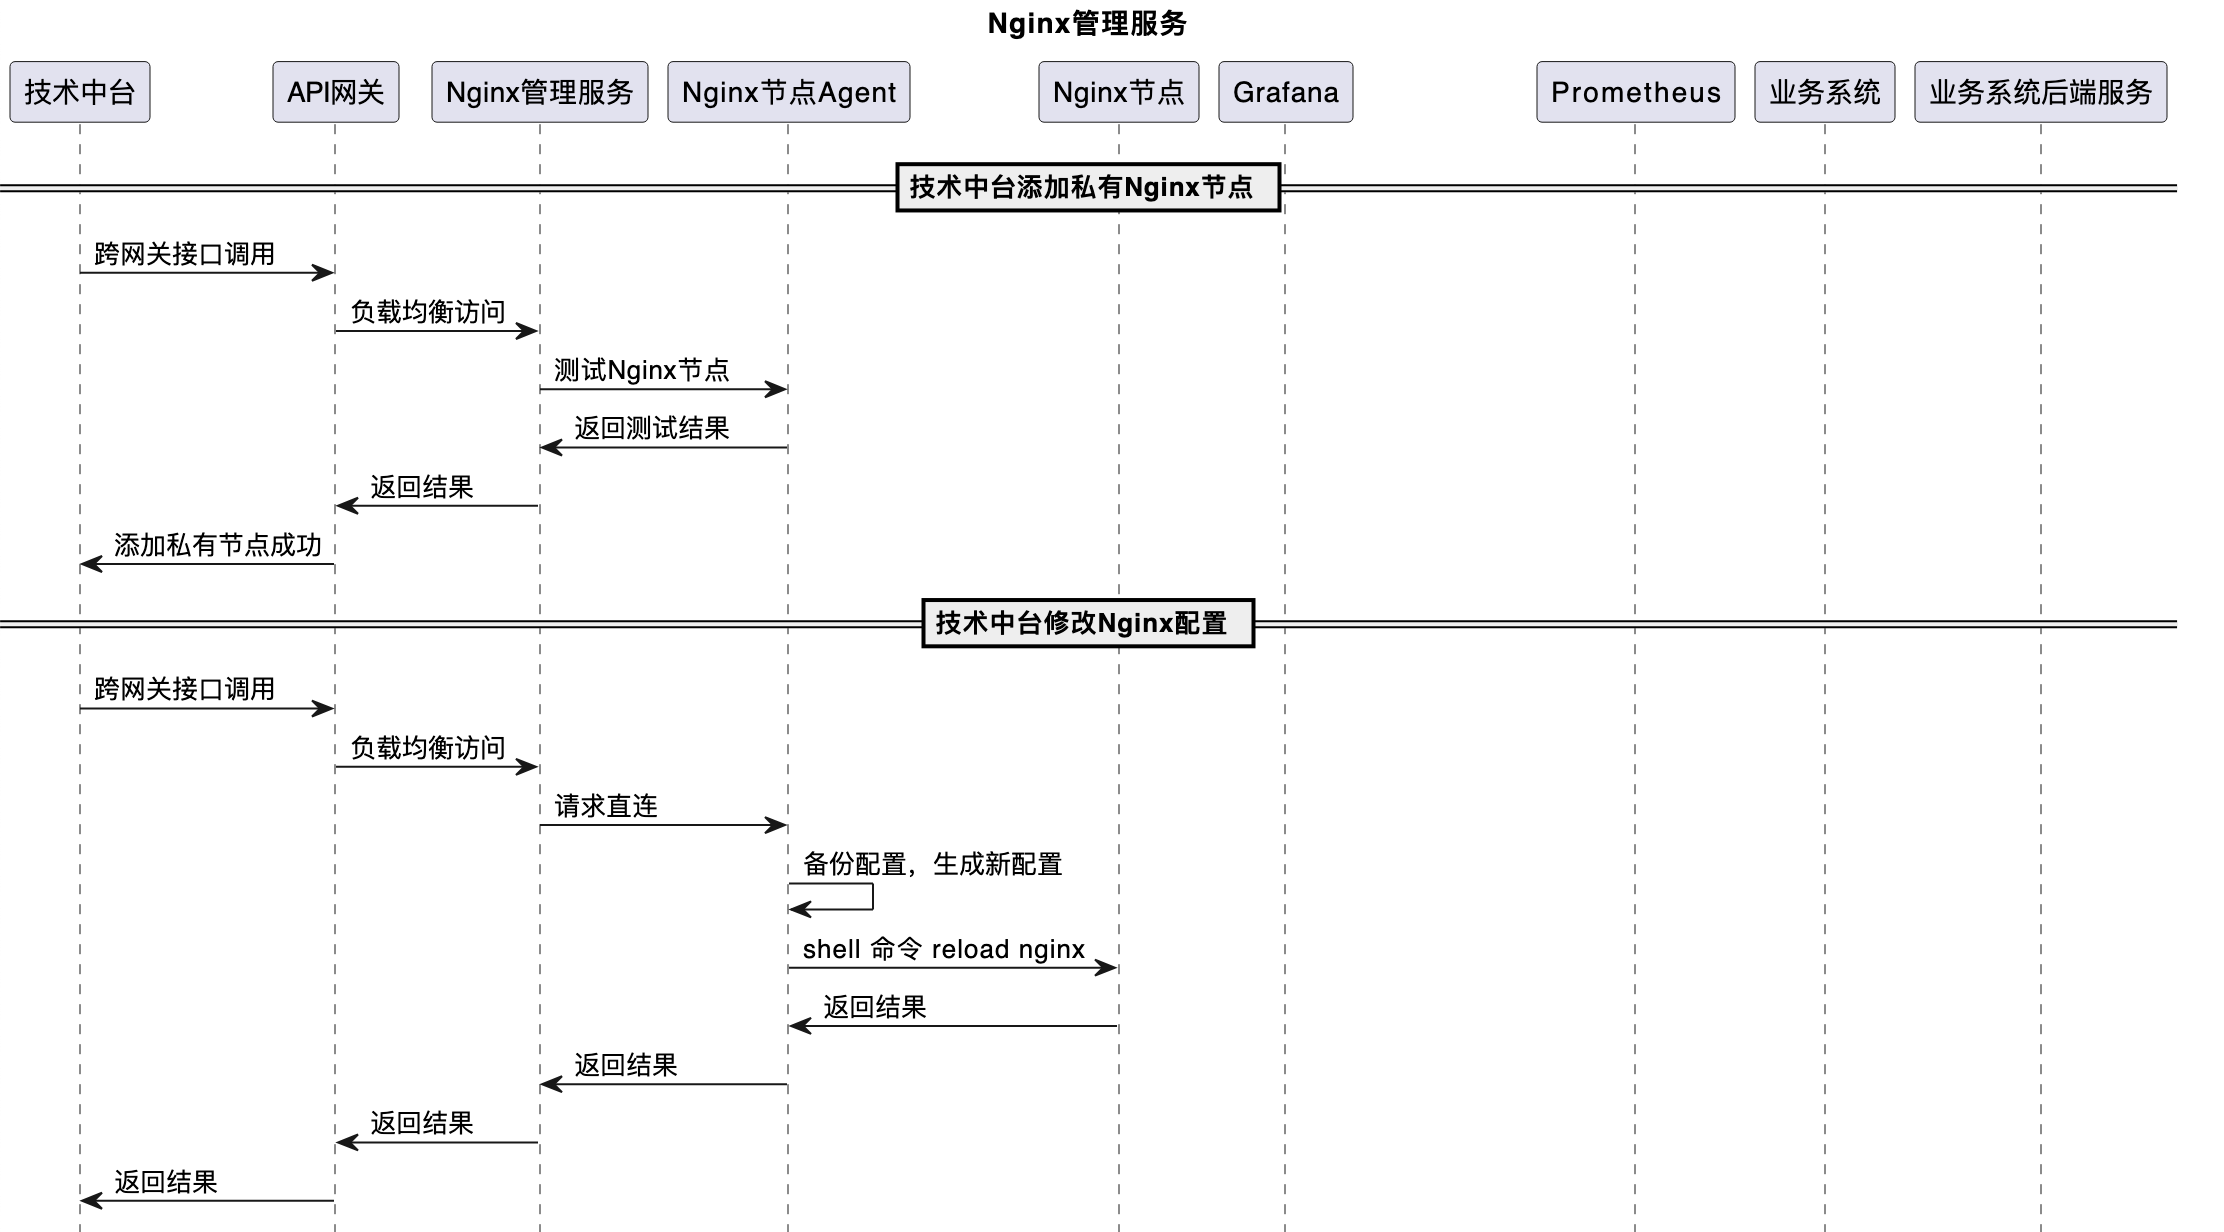 Nginx管理服务
技术中台
API网关
Nginx管理服务
Nginx节点Agent
Nginx节点
Grafana
Prometheus
业务系统
业务系统后端服务
技术中台添加私有Nginx节点
跨网关接口调用
负载均衡访问
测试Nginx节点
返回测试结果
返回结果
添加私有节点成功
技术中台修改Nginx配置
跨网关接口调用
负载均衡访问
请求直连
备份配置，生成新配置
shell 命令 reload nginx
返回结果
返回结果
返回结果
返回结果